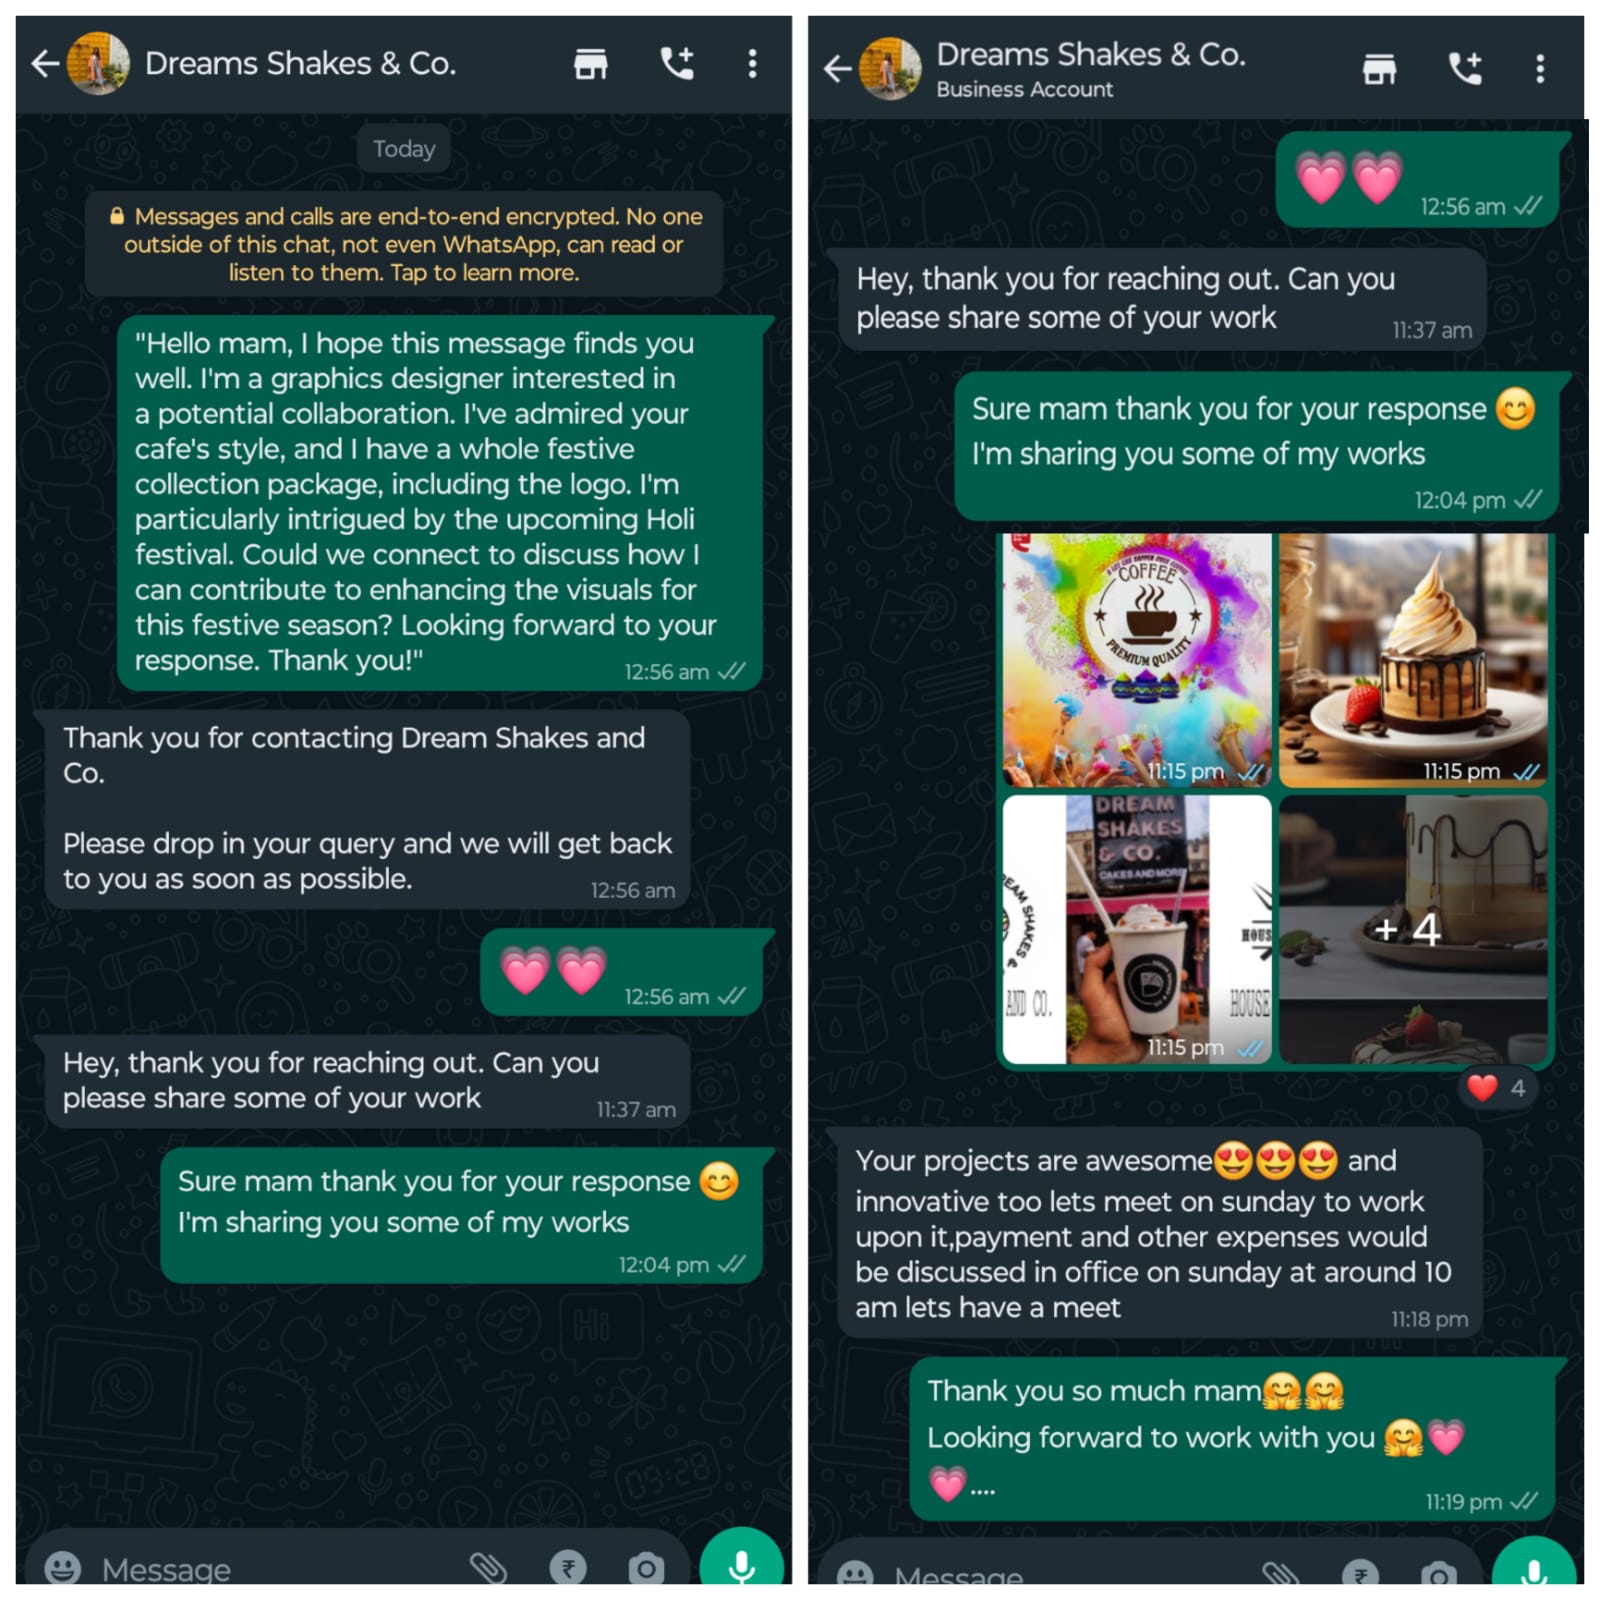 Dreams Shakes & Co.
Today
Messages and calls are end-to-end encrypted. No one
outside of this chat, not even WhatsApp, can read or
listen to them. Tap to learn more.
"Hello mam, I hope this message finds you
well. I'm a graphics designer interested in
a potential collaboration. I've admired your
cafe's style, and I have a whole festive
collection package, including the logo. I'm
particularly intrigued by the upcoming Holi
festival. Could we connect to discuss how I
can contribute to enhancing the visuals for
this festive season? Looking forward to your
response. Thank you!"
12:56 am
Thank you for contacting Dream Shakes and
Co.
Please drop in your query and we will get back
to you as soon as possible.
12:56 am
💗💗
12:56 am
Hey, thank you for reaching out. Can you
please share some of your work
11:37 am
Sure mam thank you for your response 😊
I'm sharing you some of my works
12:04 pm
Message
Dreams Shakes & Co.
Business Account
💗💗
12:56 am
Hey, thank you for reaching out. Can you
please share some of your work
11:37 am
Sure mam thank you for your response 😊
I'm sharing you some of my works
12:04 pm
A LOT CAN HAPPEN OVER COFFEE
COFFEE
PREMIUM QUALITY
11:15 pm
11:15 pm
DREAM
SHAKES
& CO.
CAKES AND MORE
EAM SHAKES &
AND CO.
HOUS
HOUSE
11:15 pm
+ 4
❤️ 4
Your projects are awesome😍😍😍 and
innovative too lets meet on sunday to work
upon it,payment and other expenses would
be discussed in office on sunday at around 10
am lets have a meet
11:18 pm
Thank you so much mam🤗🤗
Looking forward to work with you 🤗💗
💗....
11:19 pm
Message